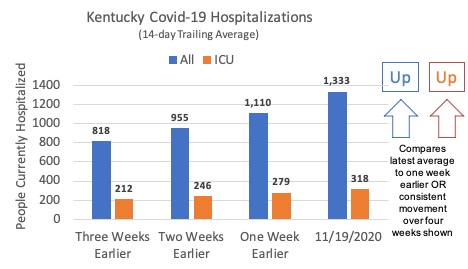 Kentucky Covid-19 Hospitalizations
(14-day Trailing Average)
All ICU
People Currently Hospitalized
1400
1200
1000
800
600
400
200
0
818
212
955
246
1,110
279
1,333
318
Three Weeks
Earlier
Two Weeks
Earlier
One Week
Earlier
11/19/2020
Up Up
Compares
latest average
to one week
earlier OR
consistent
movement
over four
weeks shown